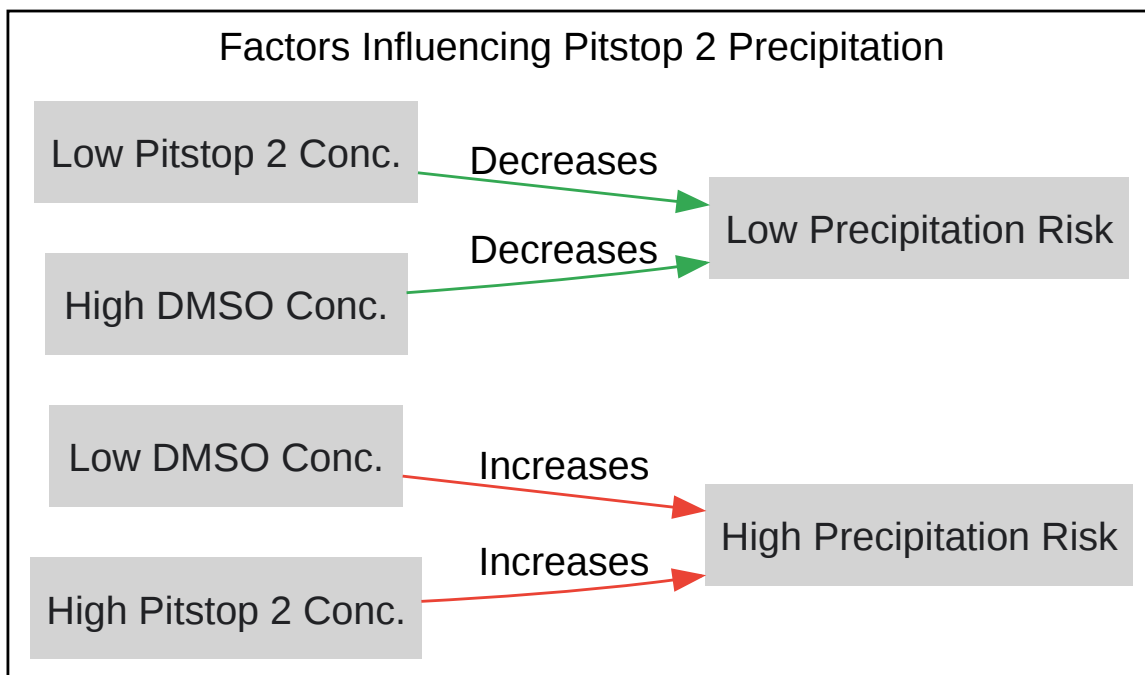 Factors Influencing Pitstop 2 Precipitation
Low Pitstop 2 Conc.
Decreases
Low Precipitation Risk
Decreases
High DMSO Conc.
Low DMSO Conc.
Increases
High Precipitation Risk
Increases
High Pitstop 2 Conc.